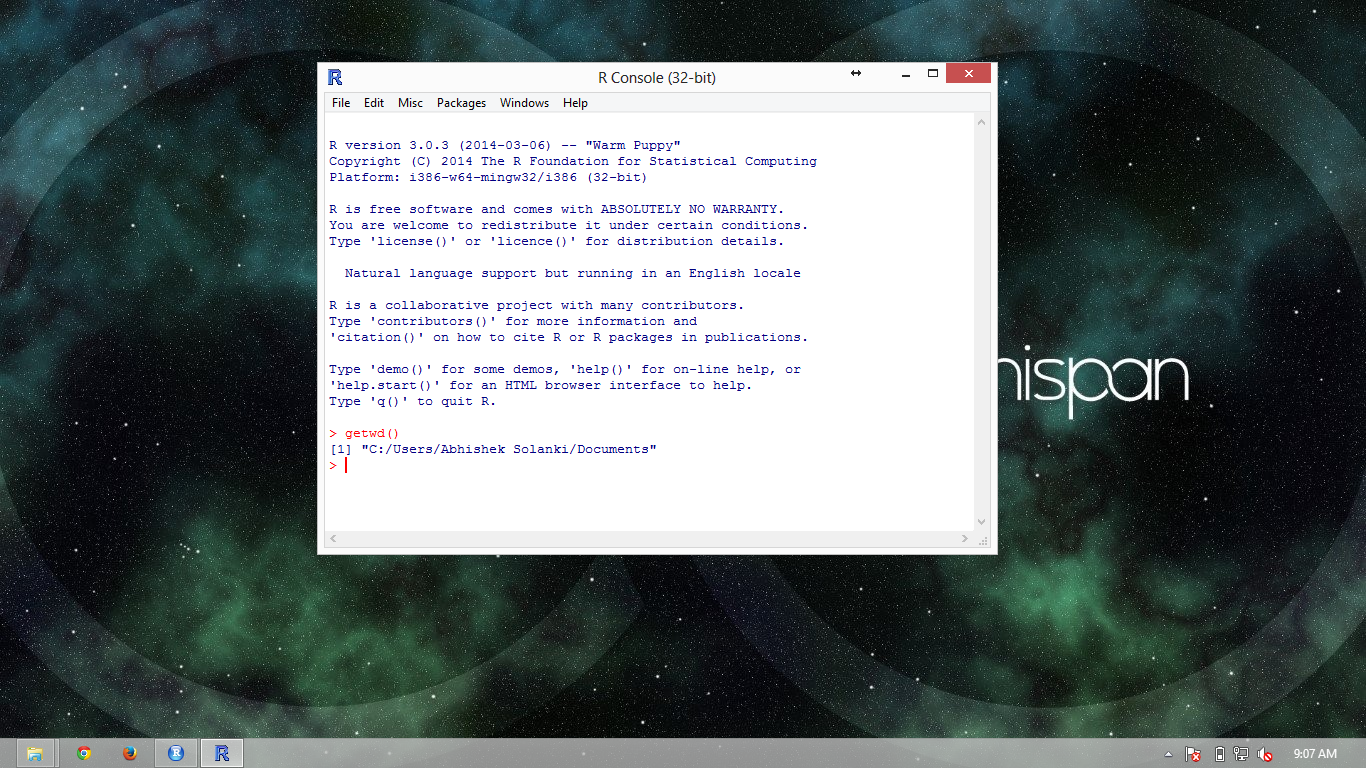 R Console (32-bit)
File Edit Misc Packages Windows Help
R version 3.0.3 (2014-03-06) -- "Warm Puppy"
Copyright (C) 2014 The R Foundation for Statistical Computing
Platform: i386-w64-mingw32/i386 (32-bit)
R is free software and comes with ABSOLUTELY NO WARRANTY.
You are welcome to redistribute it under certain conditions.
Type 'license()' or 'licence()' for distribution details.
Natural language support but running in an English locale
R is a collaborative project with many contributors.
Type 'contributors()' for more information and
'citation()' on how to cite R or R packages in publications.
Type 'demo()' for some demos, 'help()' for on-line help, or
'help.start()' for an HTML browser interface to help.
Type 'q()' to quit R.
> getwd()
[1] "C:/Users/Abhishek Solanki/Documents"
>
nispan
9:07 AM